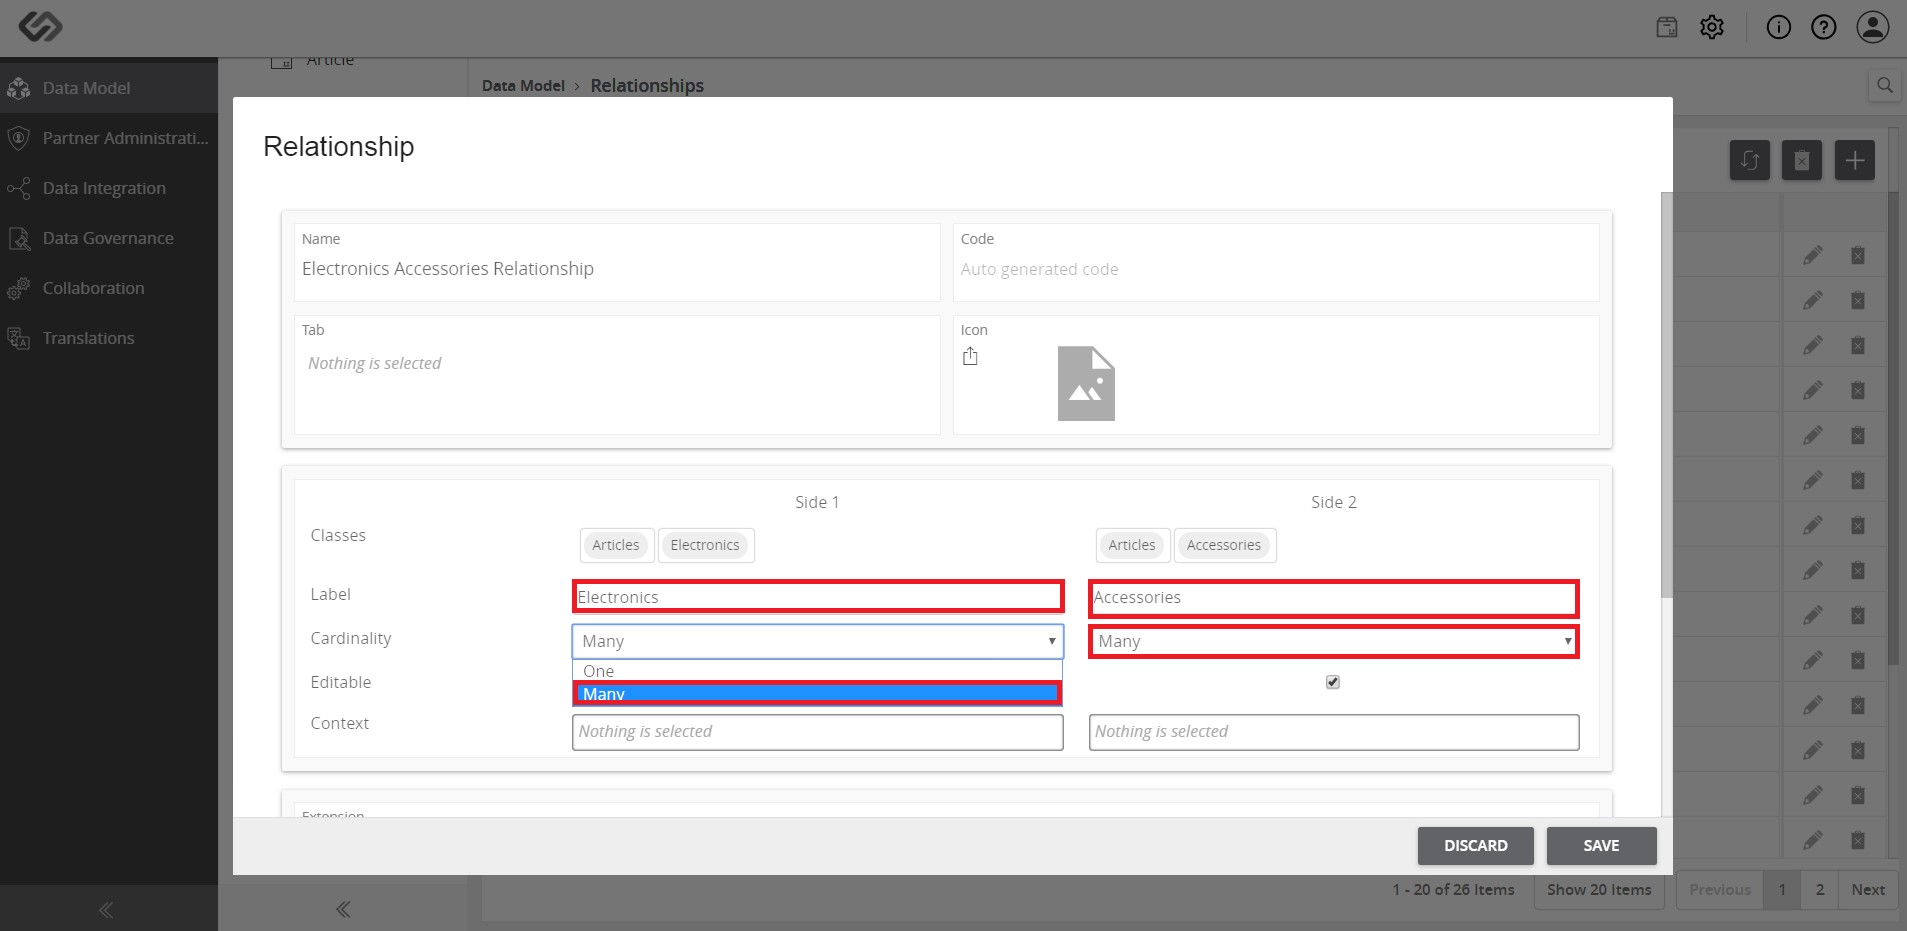 Article
Data Model
Partner Administrati...
Data Integration
Data Governance
Collaboration
Translations
Data Model › Relationships
Relationship
Name
Electronics Accessories Relationship
Code
Auto generated code
Tab
Nothing is selected
Icon
Side 1 Side 2
Classes Articles Electronics Articles Accessories
Label Electronics Accessories
Cardinality Many Many
One
Many
Editable
Context Nothing is selected Nothing is selected
Extension
DISCARD SAVE
1 - 20 of 26 Items Show 20 Items Previous 1 2 Next